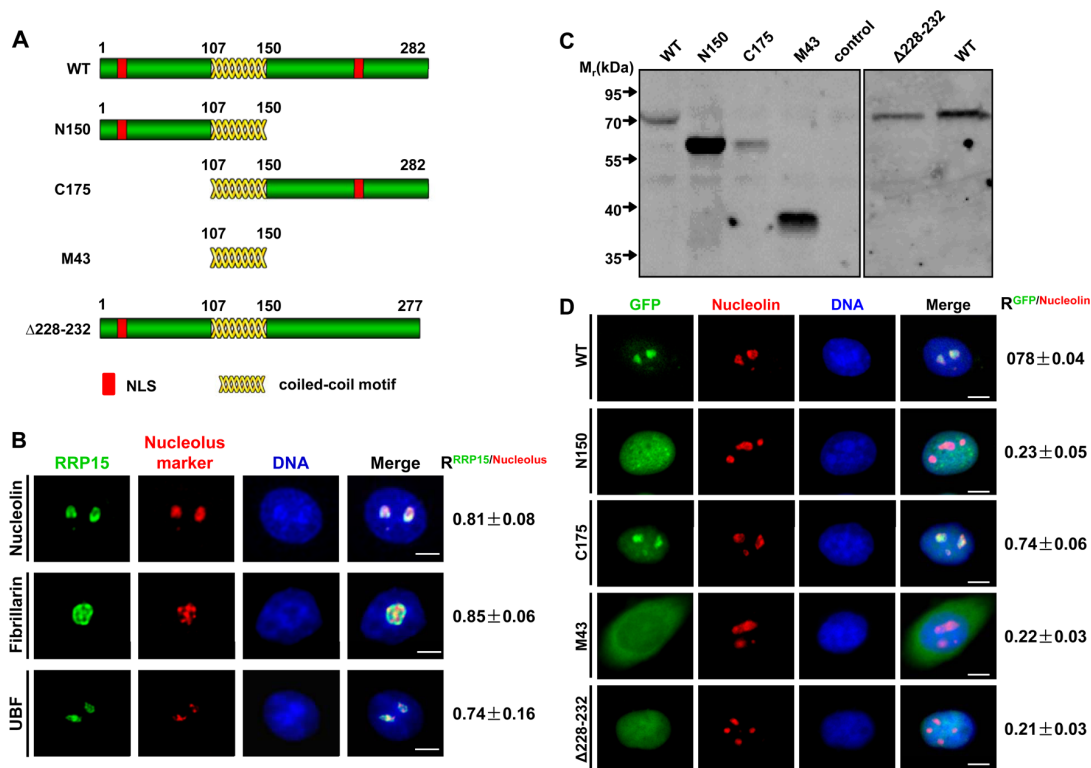 A
1 107 150 282
WT
1 150
N150
107 150 282
C175
107 150
M43
1 107 150 277
Δ228-232
NLS coiled-coil motif
B
RRP15 Nucleolus marker DNA Merge R^RRP15/Nucleolus
Nucleolin 0.81±0.08
Fibrillarin 0.85±0.06
UBF 0.74±0.16
C
WT N150 C175 M43 control Δ228-232 WT
Mr(kDa)
95
70
55
40
35
D
GFP Nucleolin DNA Merge R^GFP/Nucleolin
WT 078±0.04
N150 0.23±0.05
C175 0.74±0.06
M43 0.22±0.03
Δ228-232 0.21±0.03